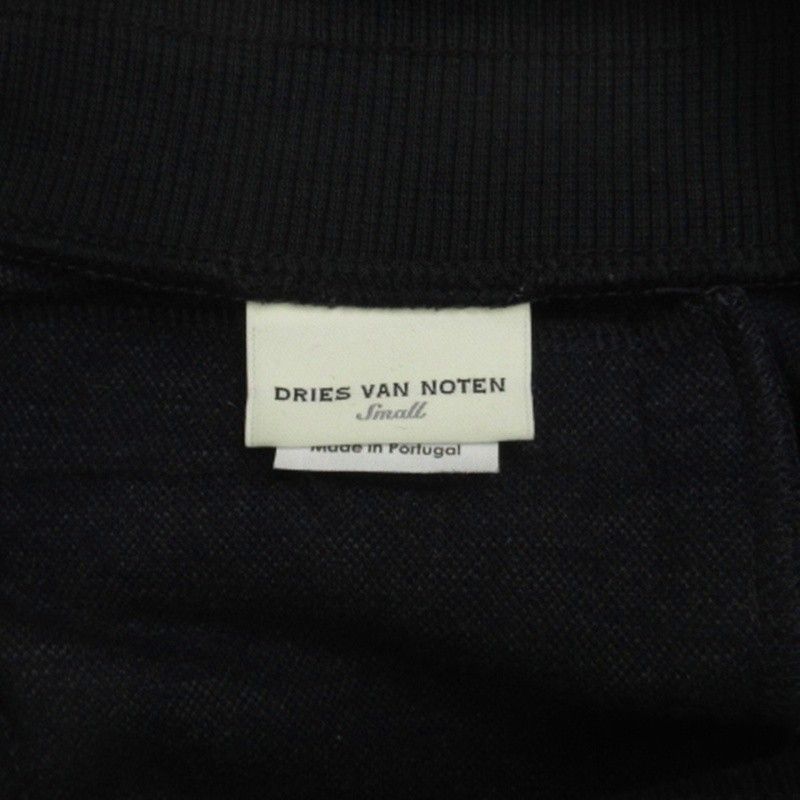 DRIES VAN NOTEN
Small
Made in Portugal